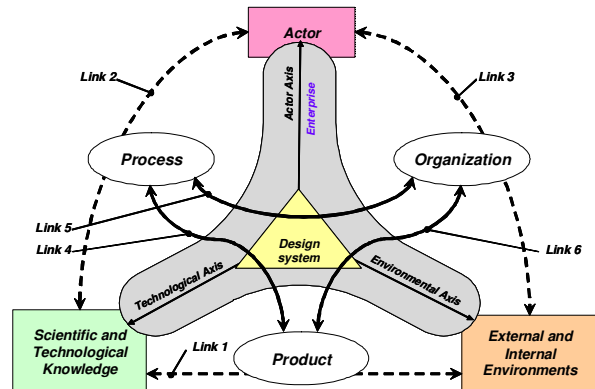 Actor
Link 2
Link 3
Actor Axis
Enterprise
Process
Organization
Link 5
Link 4
Design
system
Link 6
Technological Axis
Environmental Axis
Scientific and
Technological
Knowledge
Link 1
Product
External and
Internal
Environments